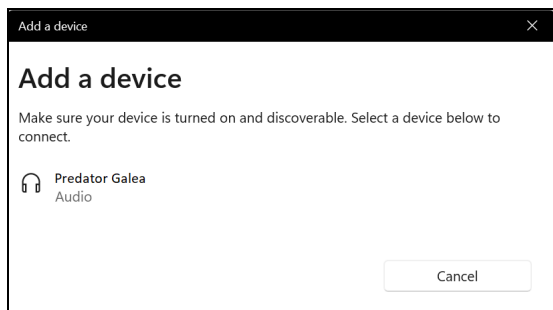 Add a device
Add a device
Make sure your device is turned on and discoverable. Select a device below to
connect.
Predator Galea
Audio
Cancel